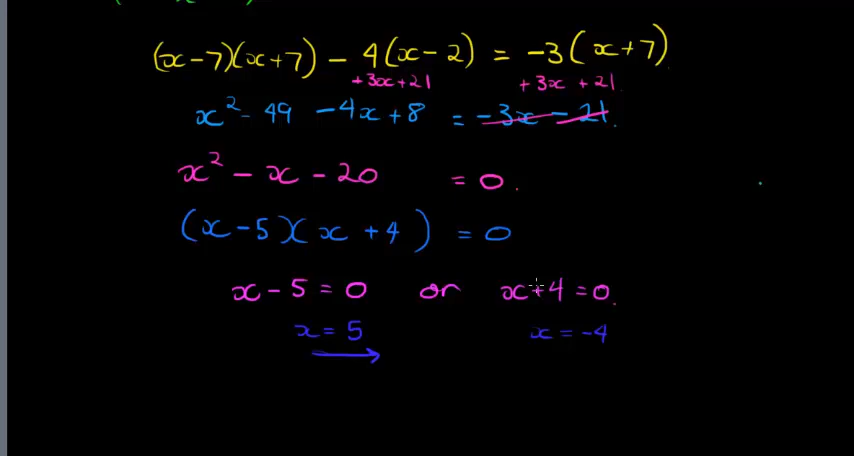 (x-7)(x+7) - 4(x-2) = -3(x+7)
+3x+21 +3x+21
x² - 49 - 4x + 8 = -3x - 21.
x² - x - 20 = 0.
(x-5)(x+4) = 0
x-5=0 or x+4=0.
x=5 x=-4